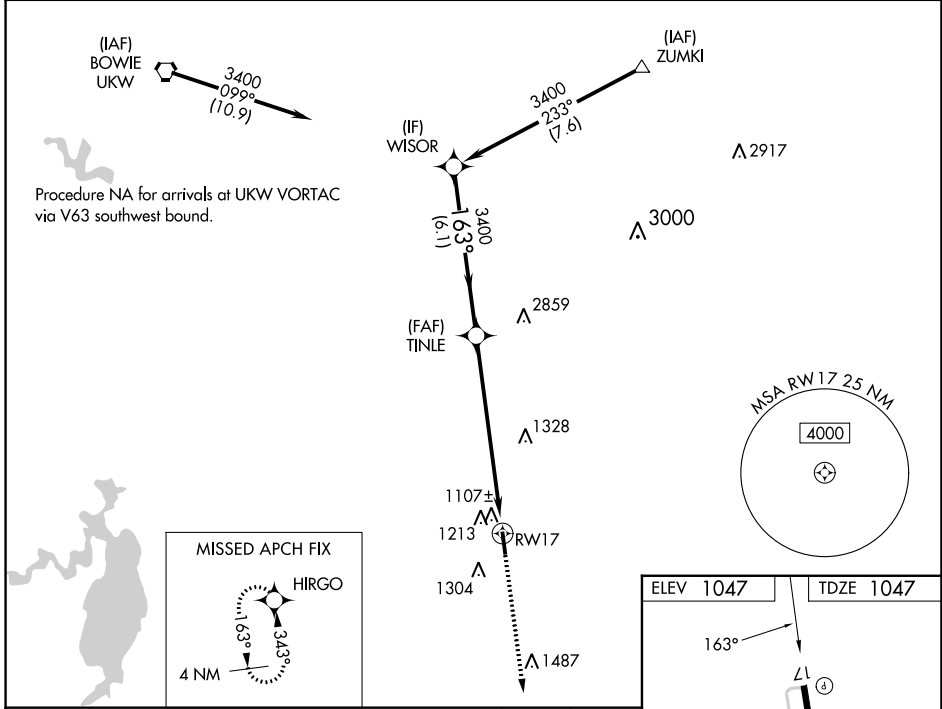 (IAF)
BOWIE
UKW
3400
099°
(10.9)
(IAF)
ZUMKI
3400
233°
(7.6)
(IF)
WISOR
2917
Procedure NA for arrivals at UKW VORTAC
via V63 southwest bound.
3400
163°
(6.1)
3000
2859
(FAF)
TINLE
MSA RW17 25 NM
4000
1328
1107±
1213
RW17
1304
MISSED APCH FIX
HIRGO
163°
343°
4 NM
1487
ELEV 1047
TDZE 1047
163°
17
P